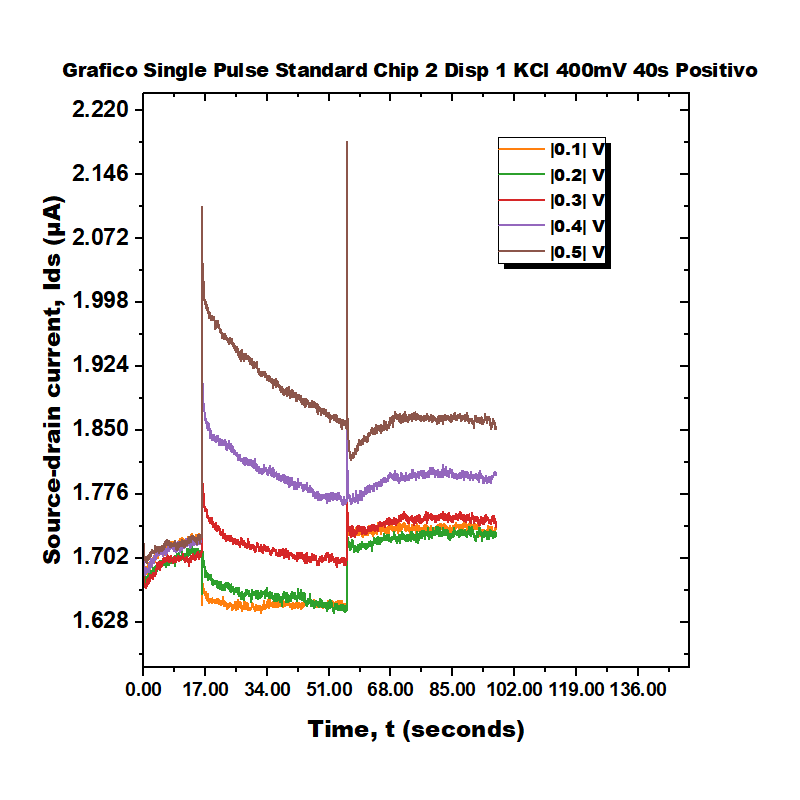 Grafico Single Pulse Standard Chip 2 Disp 1 KCl 400mV 40s Positivo
2.220
2.146
2.072
1.998
1.924
1.850
1.776
1.702
1.628
Source-drain current, Ids (μA)
|0.1| V
|0.2| V
|0.3| V
|0.4| V
|0.5| V
0.00 17.00 34.00 51.00 68.00 85.00 102.00 119.00 136.00
Time, t (seconds)